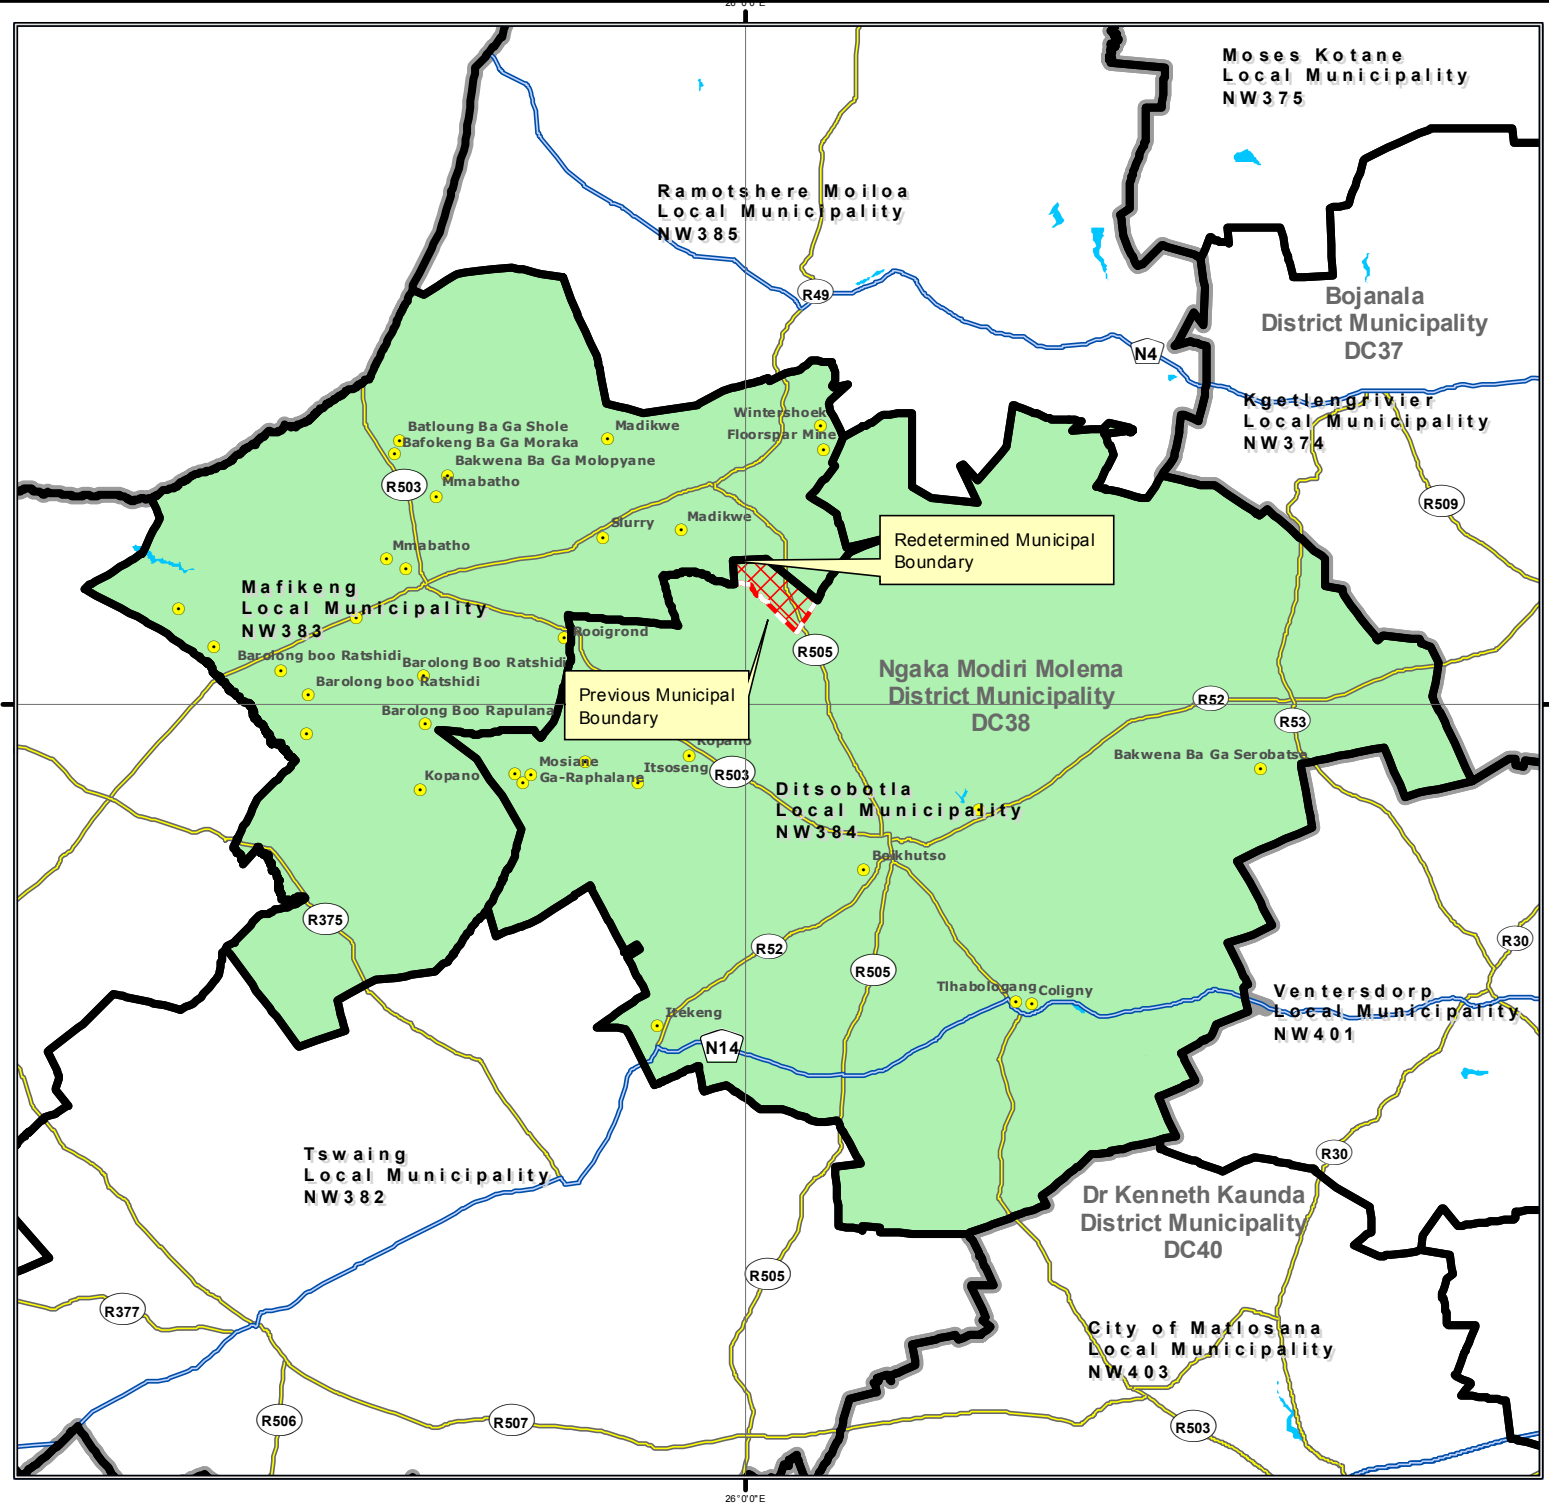 26°0'0"E
Moses Kotane
Local Municipality
NW375
Ramotshere Moiloa
Local Municipality
NW385
R49
Bojanala
District Municipality
DC37
N4
Kgetlengrivier
Local Municipality
NW374
R509
Wintershoek
Floorspar Mine
Madikwe
Batloung Ba Ga Shole
Bafokeng Ba Ga Moraka
Bakwena Ba Ga Molopyane
Mmabatho
R503
Slurry
Madikwe
Mmabatho
Redetermined Municipal
Boundary
Mafikeng
Local Municipality
NW383
Rooigrond
Barolong boo Ratshidi
Barolong Boo Ratshidi
Barolong boo Ratshidi
Barolong Boo Rapulana
R505
Previous Municipal
Boundary
Ngaka Modiri Molema
District Municipality
DC38
R52
R53
Bakwena Ba Ga Serobatse
Kopano
Mosiane
Ga-Raphalane
Itsoseng
Kopano
R503
Ditsobotla
Local Municipality
NW384
Boikhutso
R375
R52
R505
R30
Tlhabologang
Coligny
Itekeng
N14
Ventersdorp
Local Municipality
NW401
Tswaing
Local Municipality
NW382
R30
Dr Kenneth Kaunda
District Municipality
DC40
R505
R377
City of Matlosana
Local Municipality
NW403
R506
R507
R503
26°0'0"E